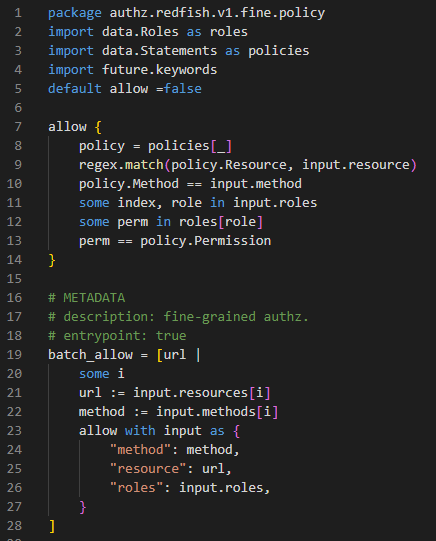 1 package authz.redfish.v1.fine.policy
2 import data.Roles as roles
3 import data.Statements as policies
4 import future.keywords
5 default allow =false
6
7 allow {
8     policy = policies[_]
9     regex.match(policy.Resource, input.resource)
10     policy.Method == input.method
11     some index, role in input.roles
12     some perm in roles[role]
13     perm == policy.Permission
14 }
15
16 # METADATA
17 # description: fine-grained authz.
18 # entrypoint: true
19 batch_allow = [url |
20     some i
21     url := input.resources[i]
22     method := input.methods[i]
23     allow with input as {
24         "method": method,
25         "resource": url,
26         "roles": input.roles,
27     }
28 ]